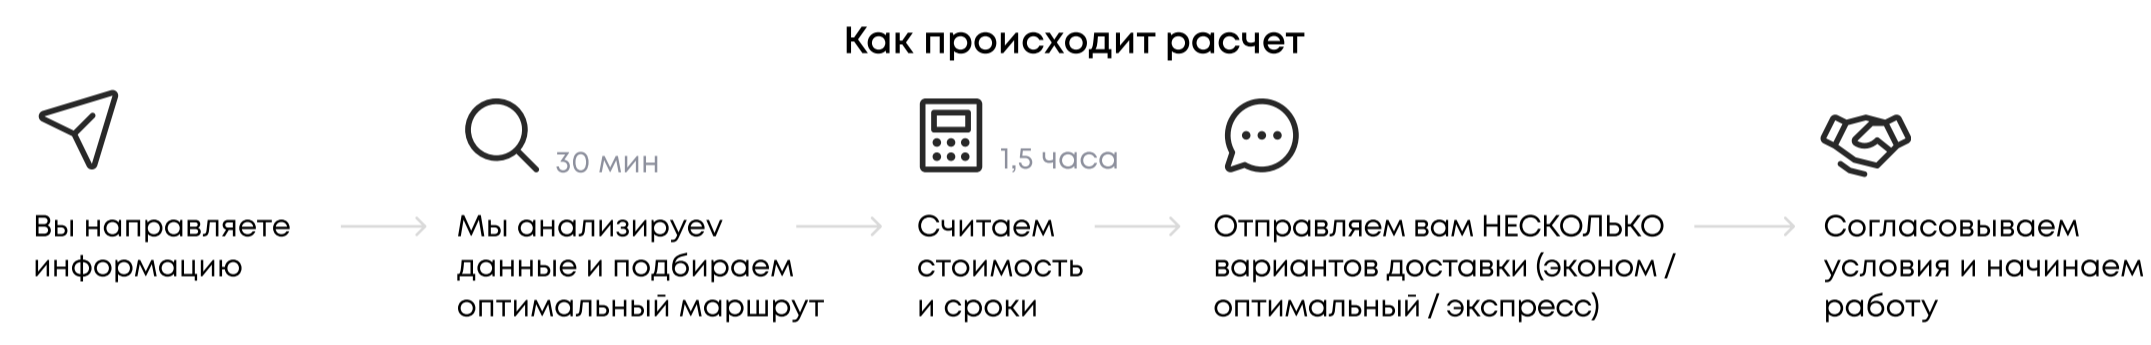 Как происходит расчет
30 мин
1,5 часа
Вы направляете
информацию
Мы анализируеv
данные и подбираем
оптимальный маршрут
Считаем
стоимость
и сроки
Отправляем вам НЕСКОЛЬКО
вариантов доставки (эконом /
оптимальный / экспресс)
Согласовываем
условия и начинаем
работу